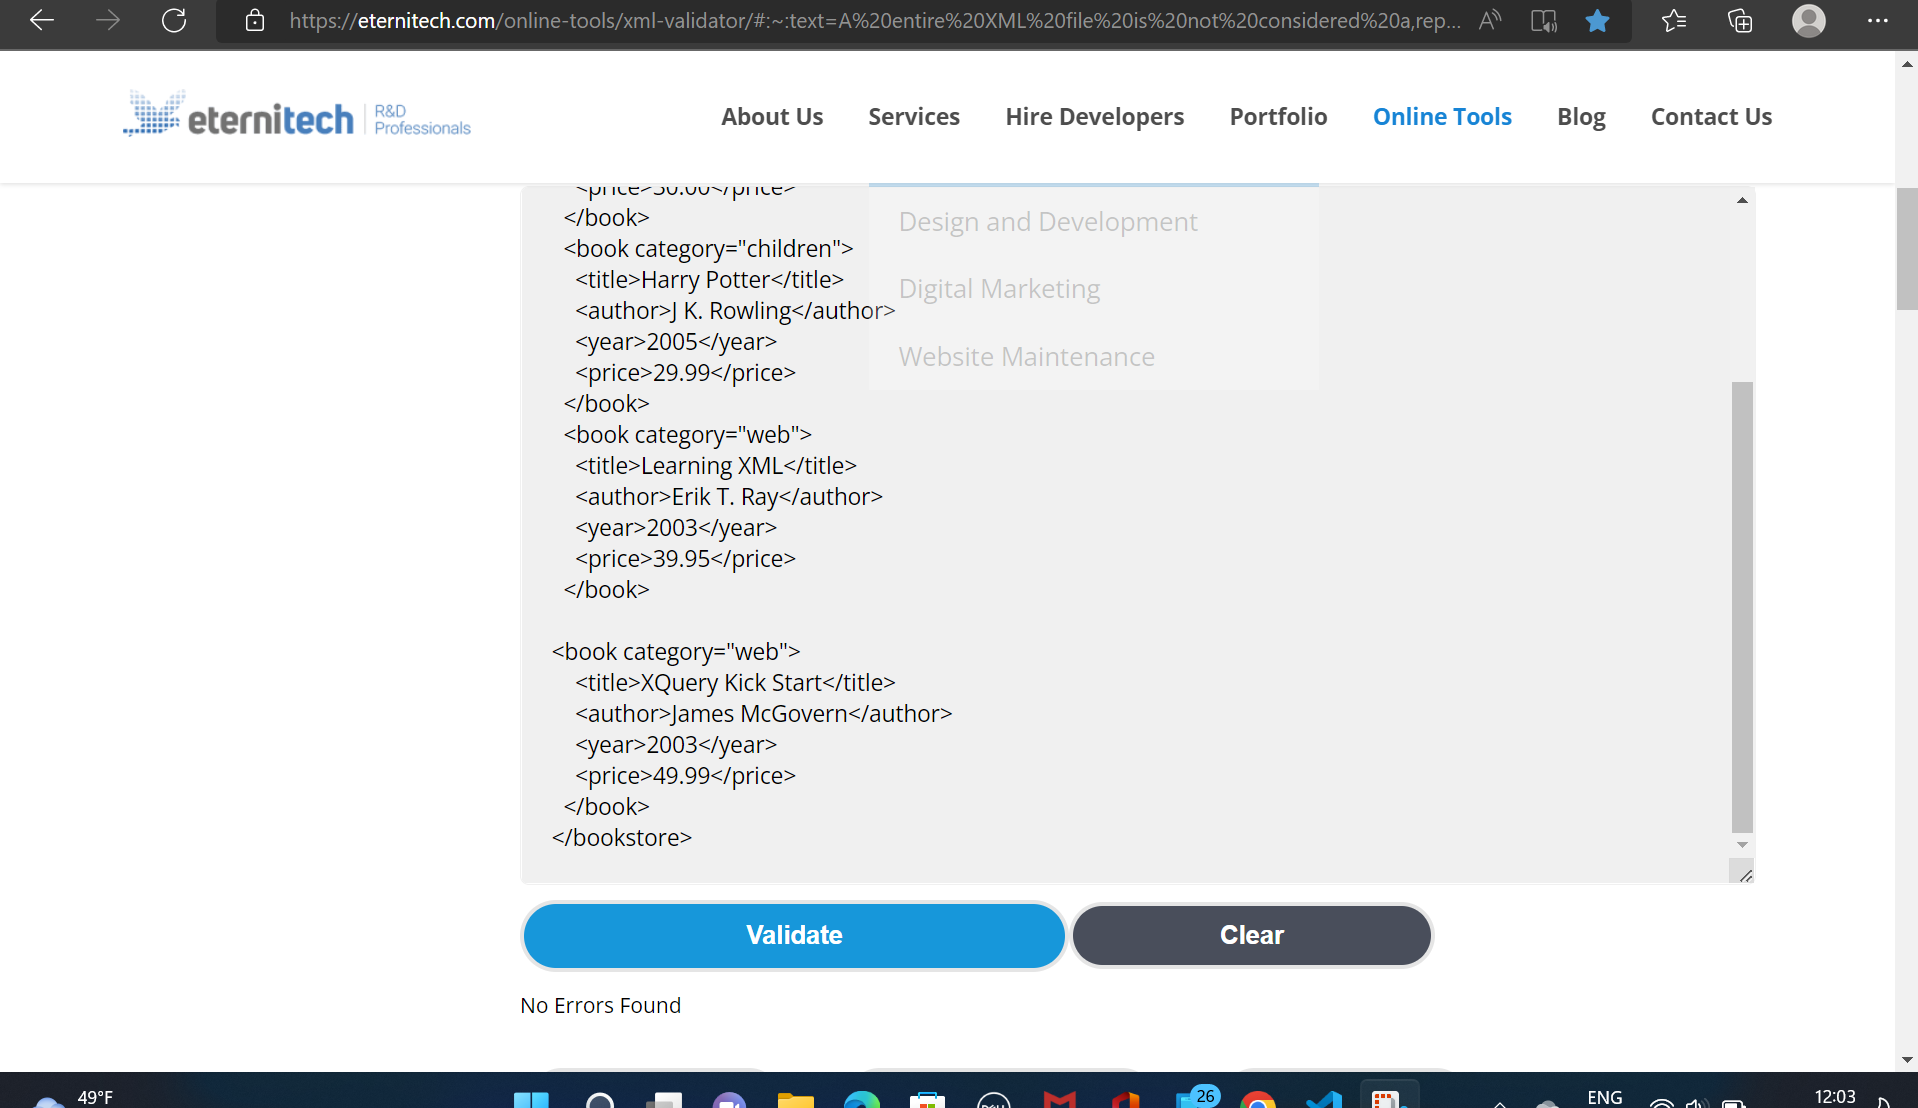 https://eternitech.com/online-tools/xml-validator/#:~:text=A%20entire%20XML%20file%20is%20not%20considered%20a,rep...
eternitech
R&D
Professionals
About Us
Services
Hire Developers
Portfolio
Online Tools
Blog
Contact Us
Design and Development
Digital Marketing
Website Maintenance
<price>30.00</price>
</book>
<book category="children">
<title>Harry Potter</title>
<author>J K. Rowling</author>
<year>2005</year>
<price>29.99</price>
</book>
<book category="web">
<title>Learning XML</title>
<author>Erik T. Ray</author>
<year>2003</year>
<price>39.95</price>
</book>
<book category="web">
<title>XQuery Kick Start</title>
<author>James McGovern</author>
<year>2003</year>
<price>49.99</price>
</book>
</bookstore>
Validate
Clear
No Errors Found
49°F
26
ENG
12:03